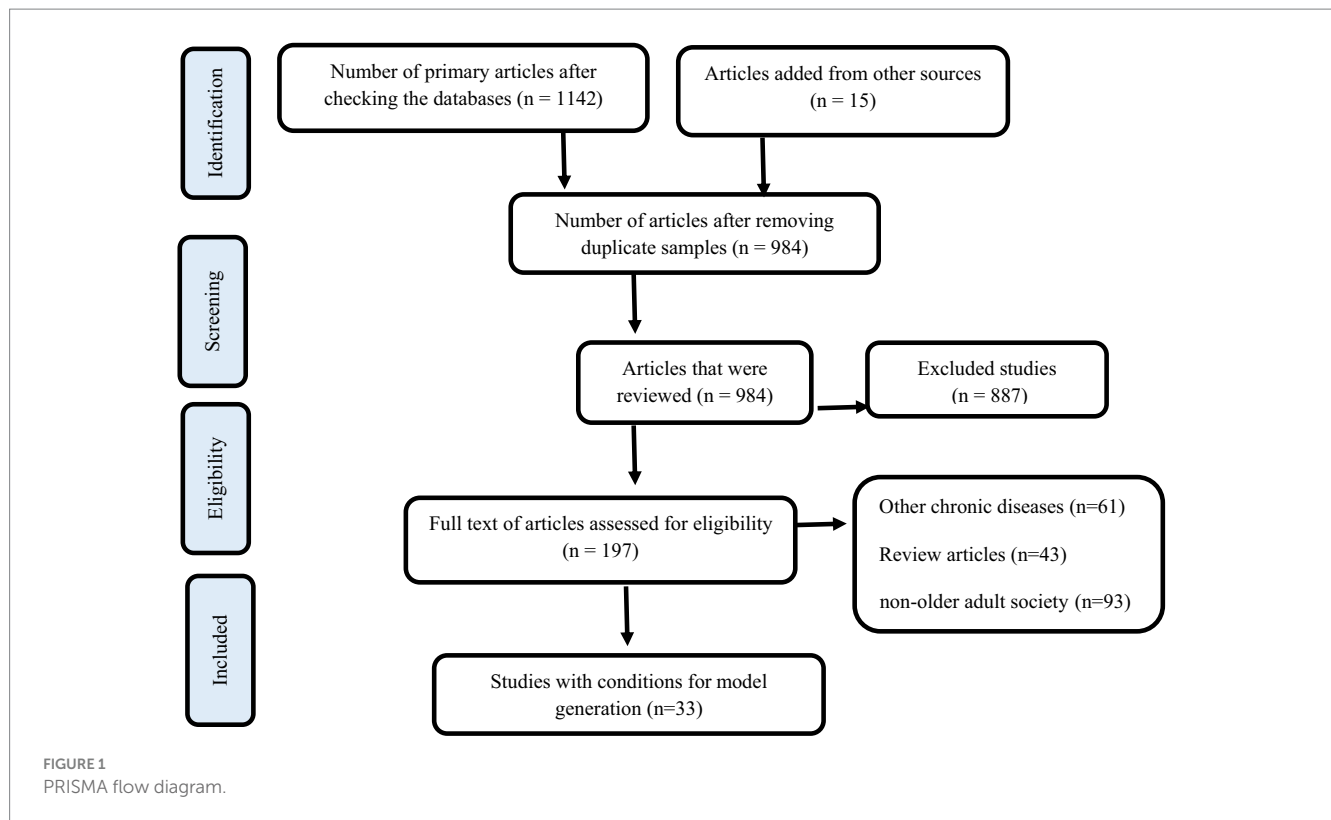 Identification
Number of primary articles after
checking the databases (n = 1142)
Articles added from other sources
(n = 15)
Number of articles after removing
duplicate samples (n = 984)
Screening
Articles that were
reviewed (n = 984)
Excluded studies
n = 887)
Eligibility
Full text of articles assessed for eligibility
(n = 197)
Other chronic diseases (n=61)
Review articles (n=43)
non-older adult society (n=93)
Included
Studies with conditions for model
generation (n=33)
FIGURE 1
PRISMA flow diagram.